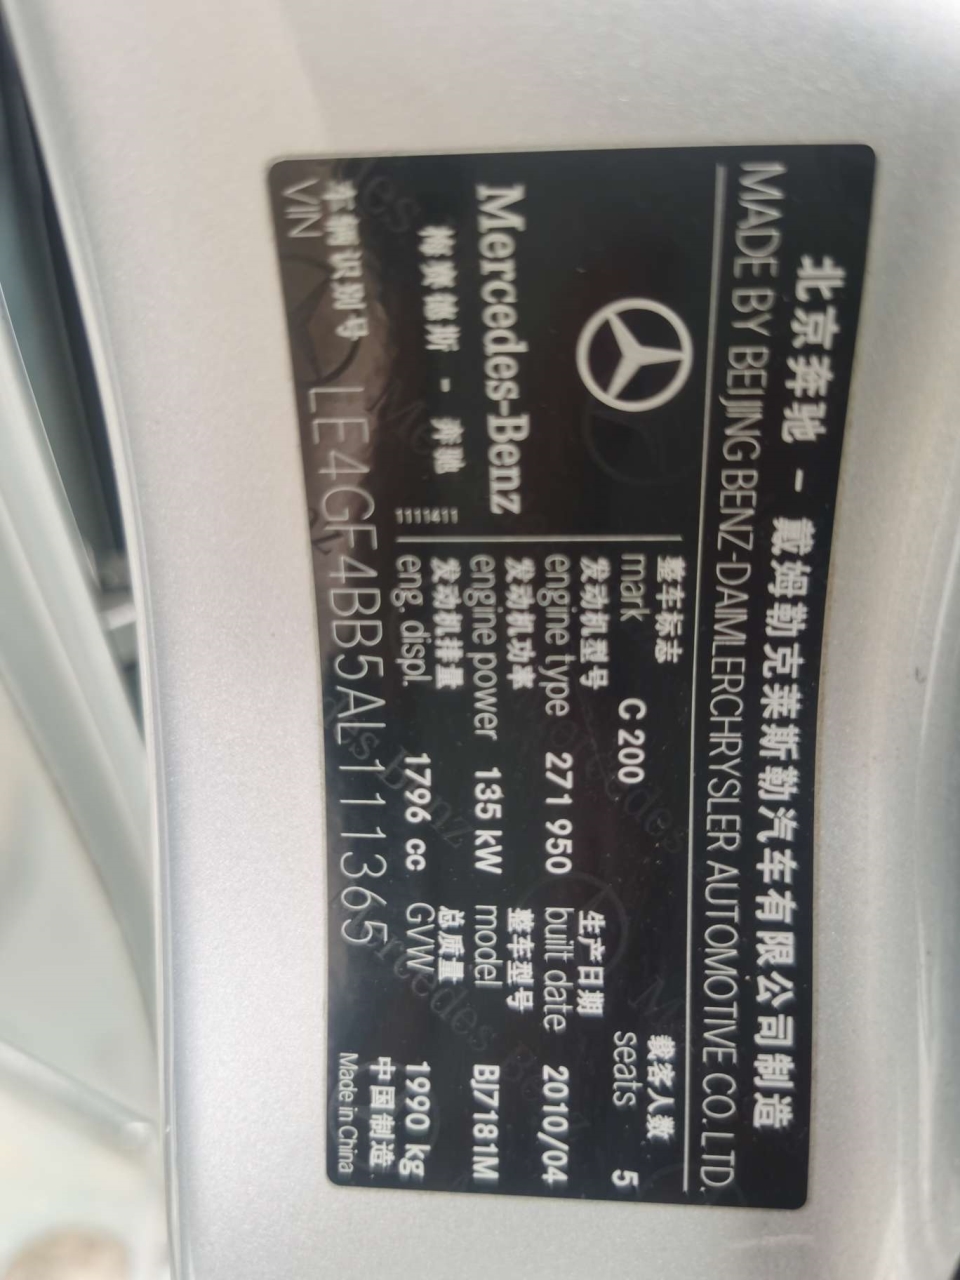 北京奔驰 - 戴姆勒克莱斯勒汽车有限公司制造
MADE BY BEIJING BENZ-DAIMLERCHRYSLER AUTOMOTIVE CO. LTD.
Mercedes-Benz
梅赛德斯 - 奔驰
1111411
整车标志
mark C 200
载客人数
seats 5
发动机型号
engine type 271 950
生产日期
built date 2010/04
发动机功率
engine power 135 kW
整车型号
model BJ7181M
发动机排量
eng. displ. 1796 cc
总质量
GVW 1990 kg
车辆识别号
VIN LE4GF4BB5AL111365
中国制造
Made in China